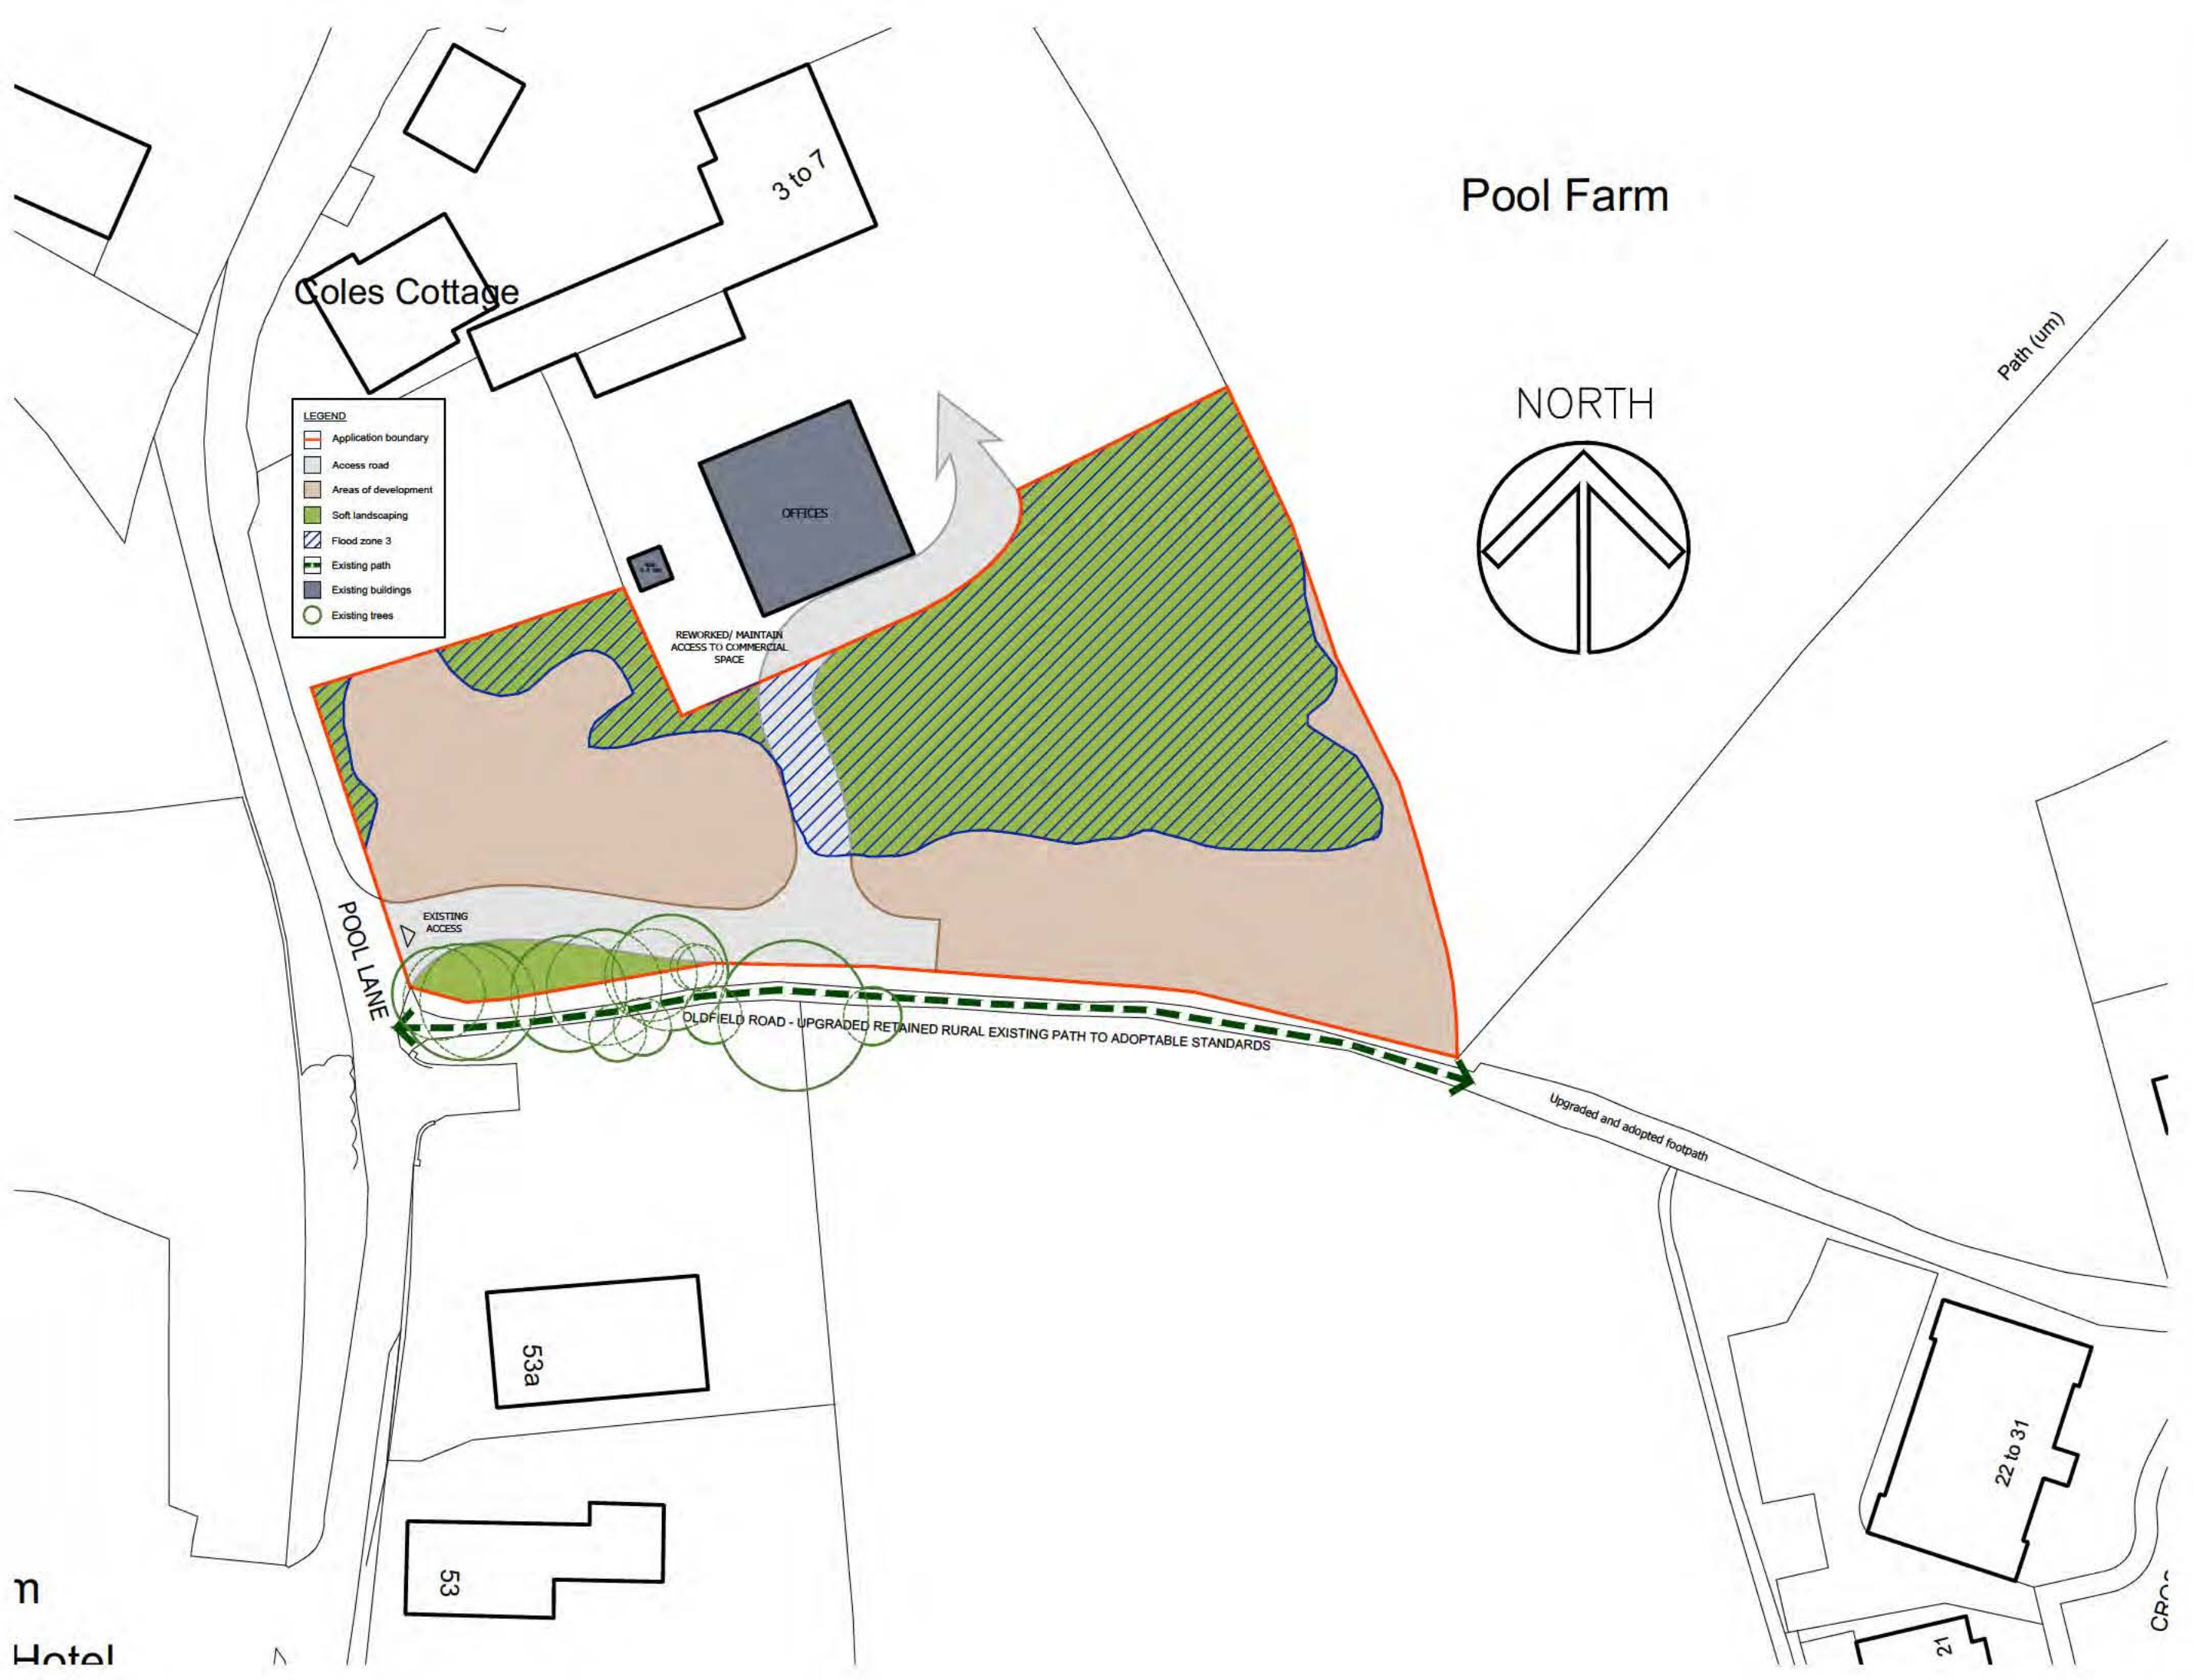 3 to 7
Pool Farm
Coles Cottage
Path (um)
NORTH
LEGEND
Application boundary
Access road
Areas of development
Soft landscaping
Flood zone 3
Existing path
Existing buildings
Existing trees
OFFICES
REWORKED/ MAINTAIN
ACCESS TO COMMERCIAL
SPACE
POOL LANE
EXISTING
ACCESS
OLDFIELD ROAD - UPGRADED RETAINED RURAL EXISTING PATH TO ADOPTABLE STANDARDS
Upgraded and adopted footpath
53a
22 to 31
53
Hotel
21